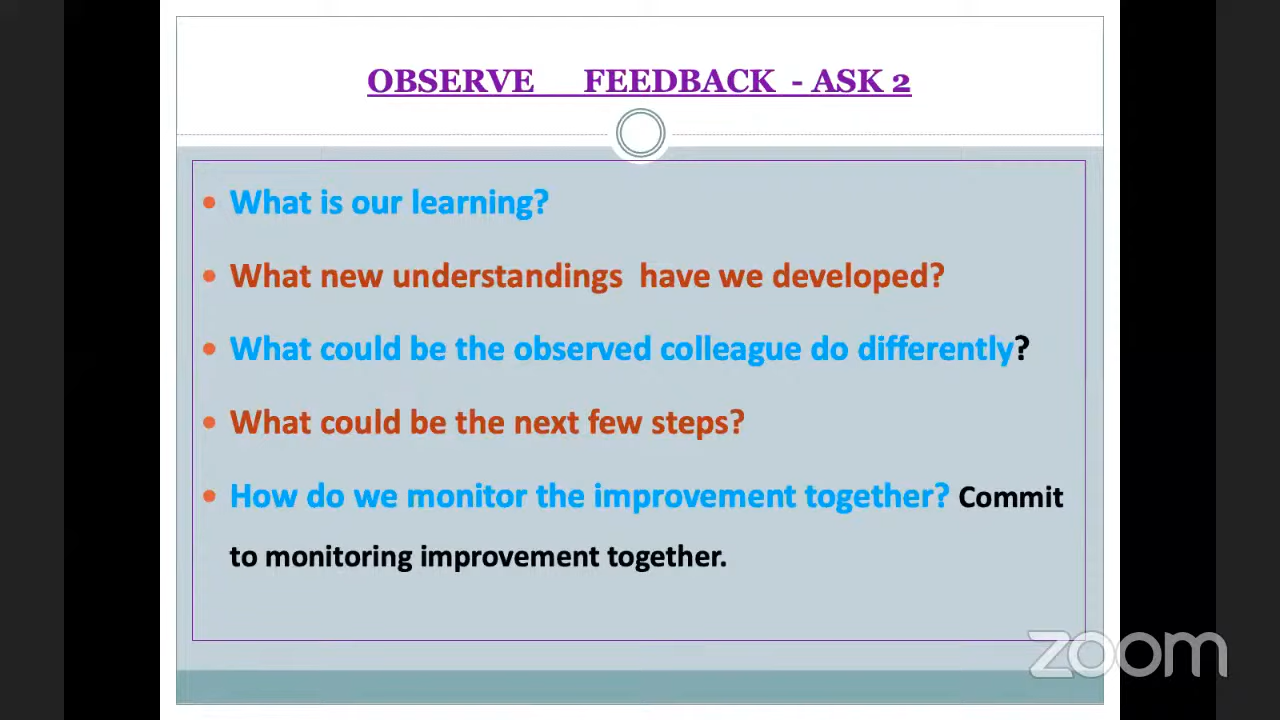 OBSERVE FEEDBACK - ASK 2
• What is our learning?
• What new understandings have we developed?
• What could be the observed colleague do differently?
• What could be the next few steps?
• How do we monitor the improvement together? Commit
to monitoring improvement together.
zoom